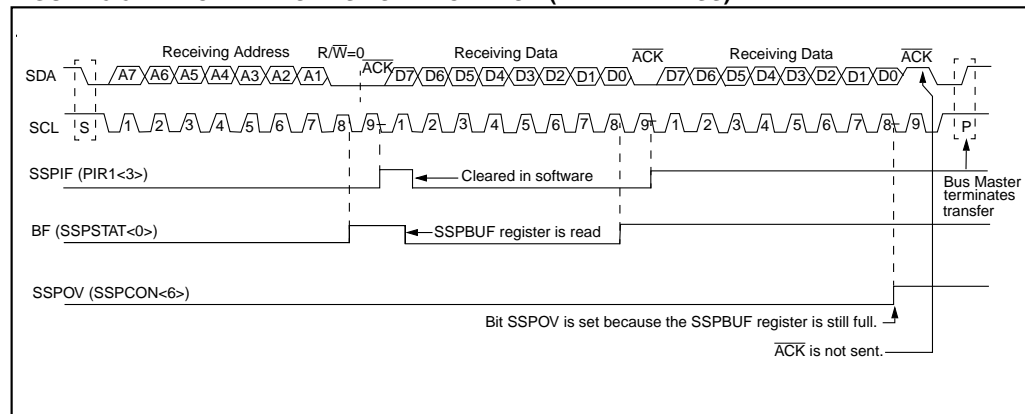 Receiving Address R/W=0 Receiving Data ACK Receiving Data ACK
SDA A7 A6 A5 A4 A3 A2 A1 ACK D7 D6 D5 D4 D3 D2 D1 D0 D7 D6 D5 D4 D3 D2 D1 D0
SCL S 1 2 3 4 5 6 7 8 9 1 2 3 4 5 6 7 8 9 1 2 3 4 5 6 7 8 9 P
SSPIF (PIR1<3>) Cleared in software
Bus Master
terminates
transfer
BF (SSPSTAT<0>) SSPBUF register is read
SSPOV (SSPCON<6>)
Bit SSPOV is set because the SSPBUF register is still full.
ACK is not sent.